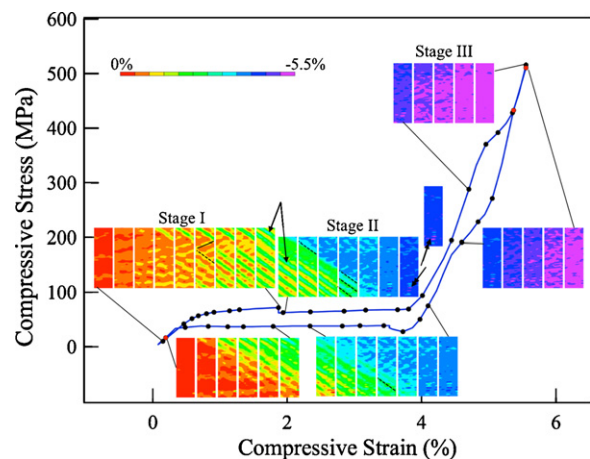 600
500
400
300
200
100
0
Compressive Stress (MPa)
0% -5.5%
Stage III
Stage I
Stage II
0 2 4 6
Compressive Strain (%)